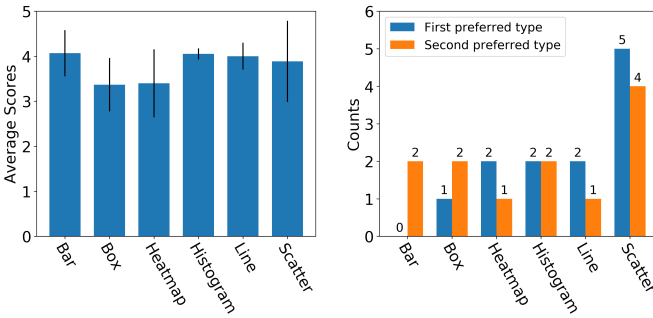 5
4
3
2
1
0
Average Scores
Bar
Box
Heatmap
Histogram
Line
Scatter
6
5
4
3
2
1
0
Counts
First preferred type
Second preferred type
0
2
1
2
2
1
2
2
2
1
5
4
Bar
Box
Heatmap
Histogram
Line
Scatter